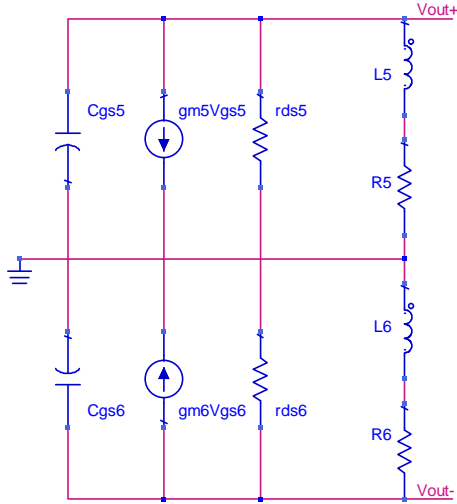 Vout+
L5
Cgs5 gm5Vgs5 rds5
R5
L6
Cgs6 gm6Vgs6 rds6
R6
Vout-